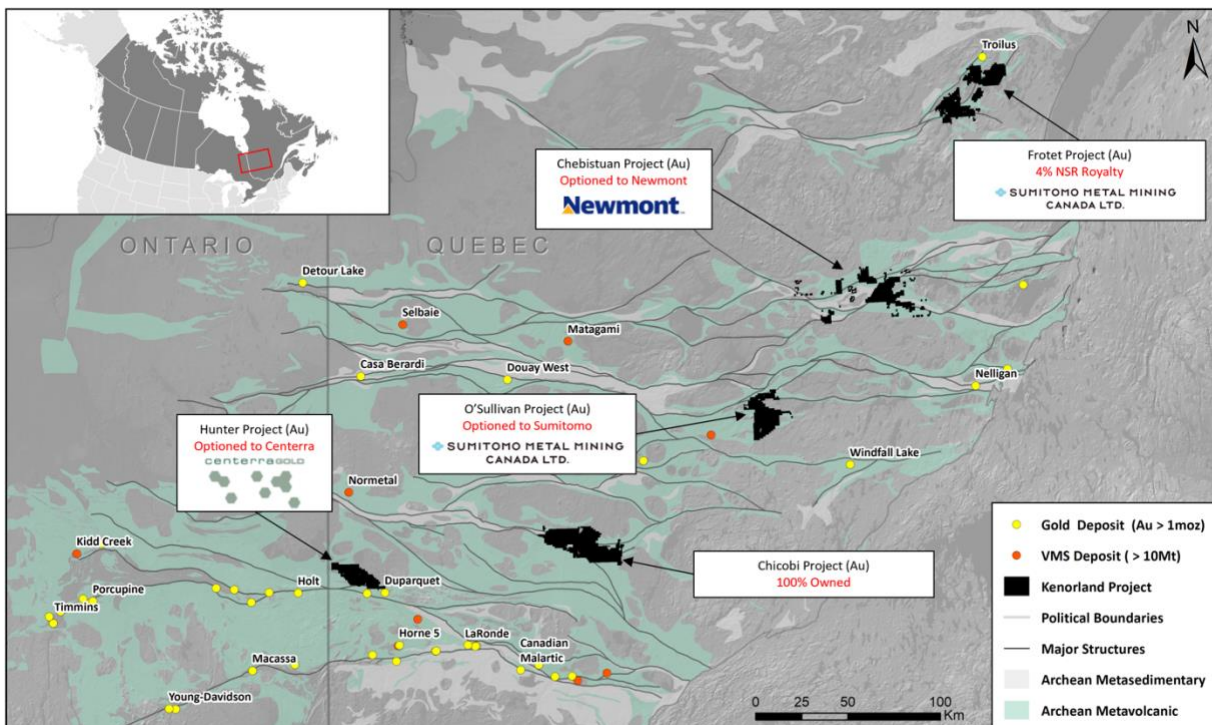 N
Troilus
Chebistuan Project (Au)
Optioned to Newmont
Newmont™
Frotet Project (Au)
4% NSR Royalty
SUMITOMO METAL MINING
CANADA LTD.
ONTARIO
QUEBEC
Detour Lake
Selbaie
Matagami
Casa Berardi
Douay West
Nelligan
Hunter Project (Au)
Optioned to Centerra
centerraGOLD
O'Sullivan Project (Au)
Optioned to Sumitomo
SUMITOMO METAL MINING
CANADA LTD.
Windfall Lake
Normetal
Kidd Creek
Porcupine
Timmins
Holt
Duparquet
Chicobi Project (Au)
100% Owned
Horne 5
LaRonde
Canadian
Malartic
Macassa
Young-Davidson
0 25 50 100
Km
Gold Deposit (Au > 1moz)
VMS Deposit ( > 10Mt)
Kenorland Project
Political Boundaries
Major Structures
Archean Metasedimentary
Archean Metavolcanic